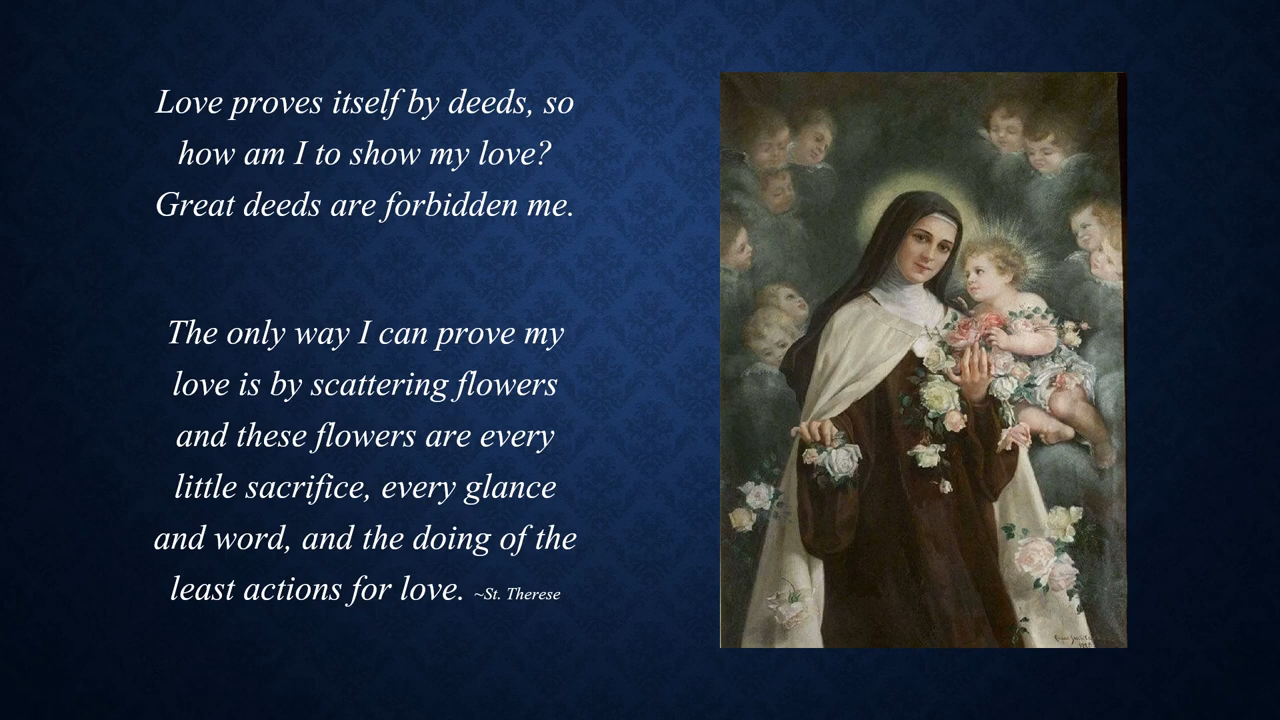 Love proves itself by deeds, so
how am I to show my love?
Great deeds are forbidden me.
The only way I can prove my
love is by scattering flowers
and these flowers are every
little sacrifice, every glance
and word, and the doing of the
least actions for love. ~St. Therese